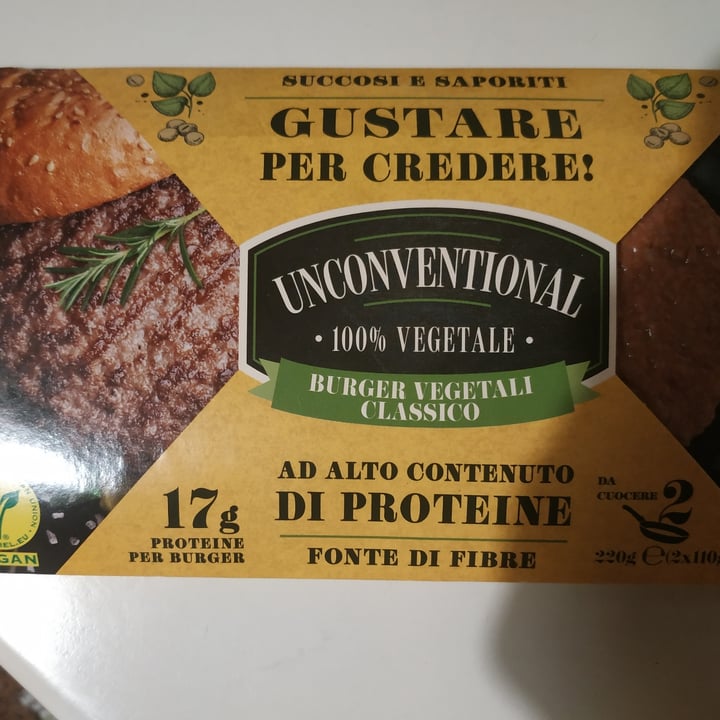 SUCCOSI E SAPORITI
GUSTARE
PER CREDERE!
UNCONVENTIONAL
• 100% VEGETALE •
BURGER VEGETALI
CLASSICO
AD ALTO CONTENUTO
DI PROTEINE
FONTE DI FIBRE
17g
PROTEINE
PER BURGER
DA
CUOCERE
2
220g ℮ (2x110g